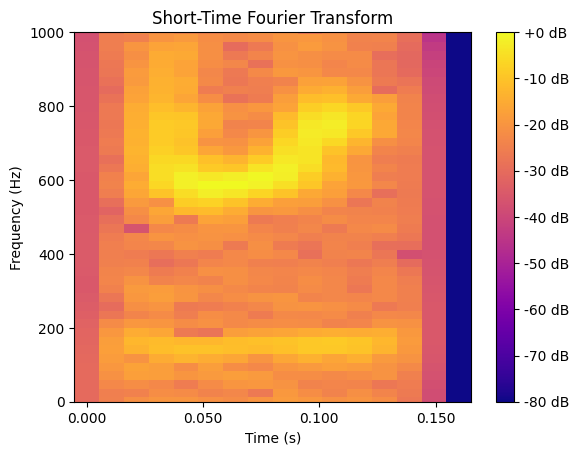 Short-Time Fourier Transform
1000
800
600
400
200
0
Frequency (Hz)
0.000
0.050
0.100
0.150
Time (s)
+0 dB
-10 dB
-20 dB
-30 dB
-40 dB
-50 dB
-60 dB
-70 dB
-80 dB